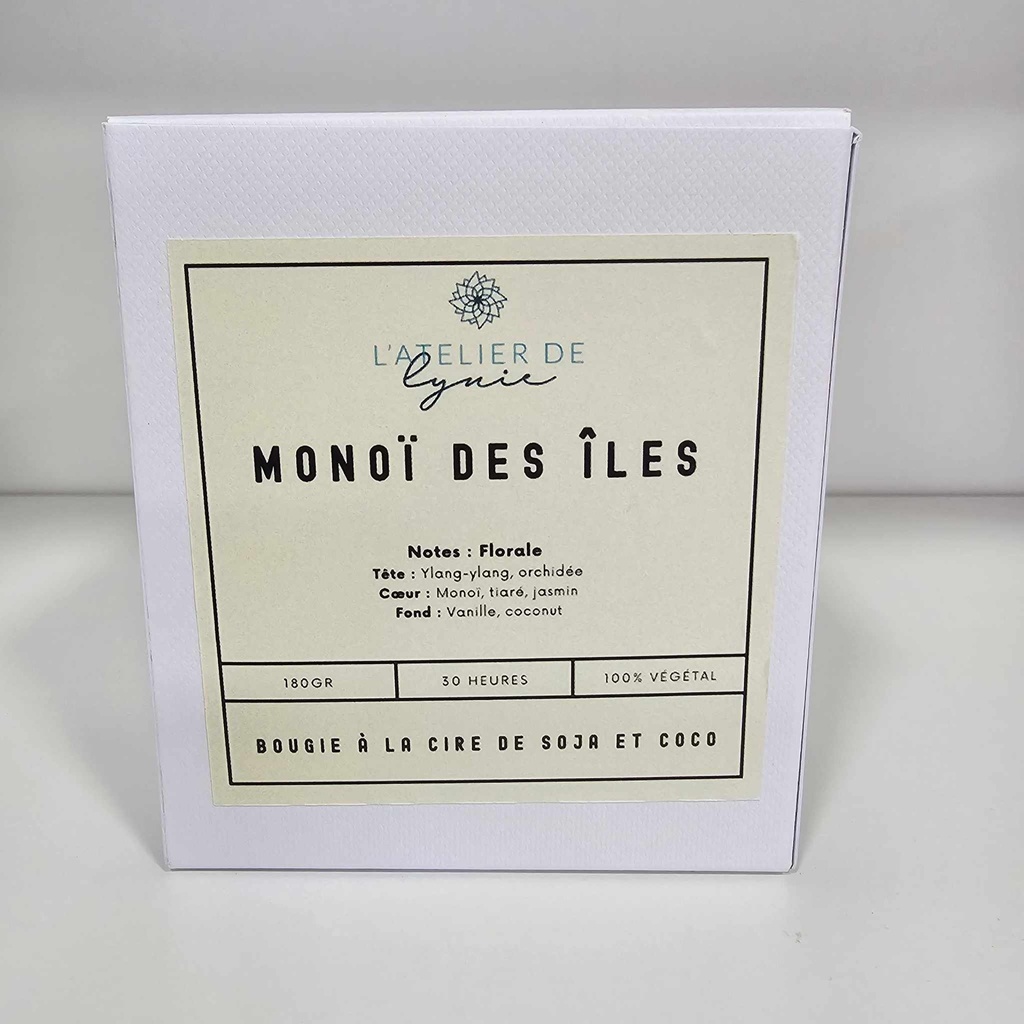 L'ATELIER DE
lynie
MONOÏ DES ÎLES
Notes : Florale
Tête : Ylang-ylang, orchidée
Cœur : Monoï, tiaré, jasmin
Fond : Vanille, coconut
180GR
30 HEURES
100% VÉGÉTAL
BOUGIE À LA CIRE DE SOJA ET COCO